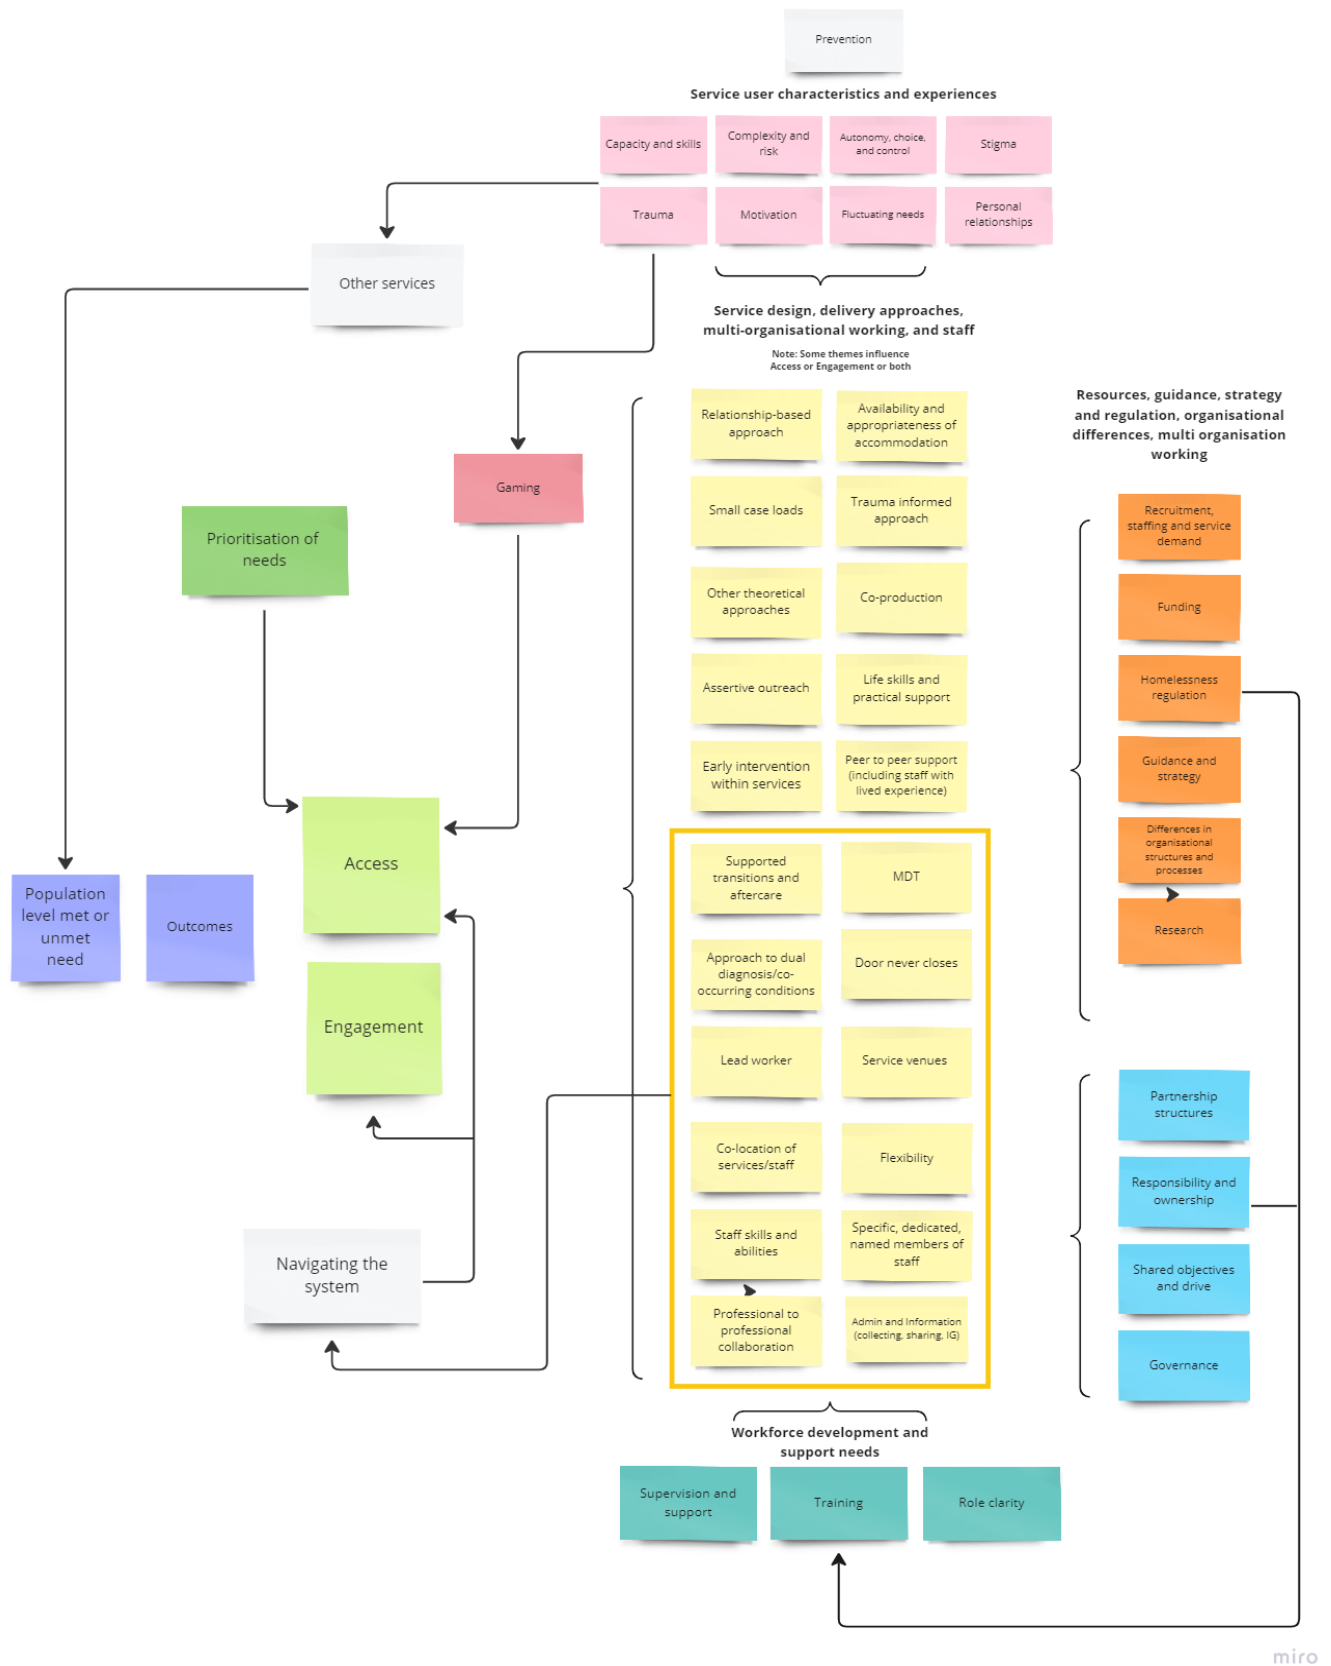 Prevention
Service user characteristics and experiences
Capacity and skills
Complexity and
risk
Autonomy, choice,
and control
Stigma
Trauma
Motivation
Fluctuating needs
Personal
relationships
Other services
Service design, delivery approaches,
multi-organisational working, and staff
Note: Some themes influence
Access or Engagement or both
Relationship-based
approach
Availability and
appropriateness of
accommodation
Small case loads
Trauma informed
approach
Other theoretical
approaches
Co-production
Assertive outreach
Life skills and
practical support
Early intervention
within services
Peer to peer support
(including staff with
lived experience)
Supported
transitions and
aftercare
MDT
Approach to dual
diagnosis/co-
occurring conditions
Door never closes
Lead worker
Service venues
Co-location of
services/staff
Flexibility
Staff skills and
abilities
Specific, dedicated,
named members of
staff
Professional to
professional
collaboration
Admin and Information
(collecting, sharing, IG)
Workforce development and
support needs
Supervision and
support
Training
Role clarity
Resources, guidance, strategy
and regulation, organisational
differences, multi organisation
working
Recruitment,
staffing and service
demand
Funding
Homelessness
regulation
Guidance and
strategy
Differences in
organisational
structures and
processes
Research
Partnership
structures
Responsibility and
ownership
Shared objectives
and drive
Governance
Gaming
Prioritisation of
needs
Access
Engagement
Population
level met or
unmet
need
Outcomes
Navigating the
system
miro